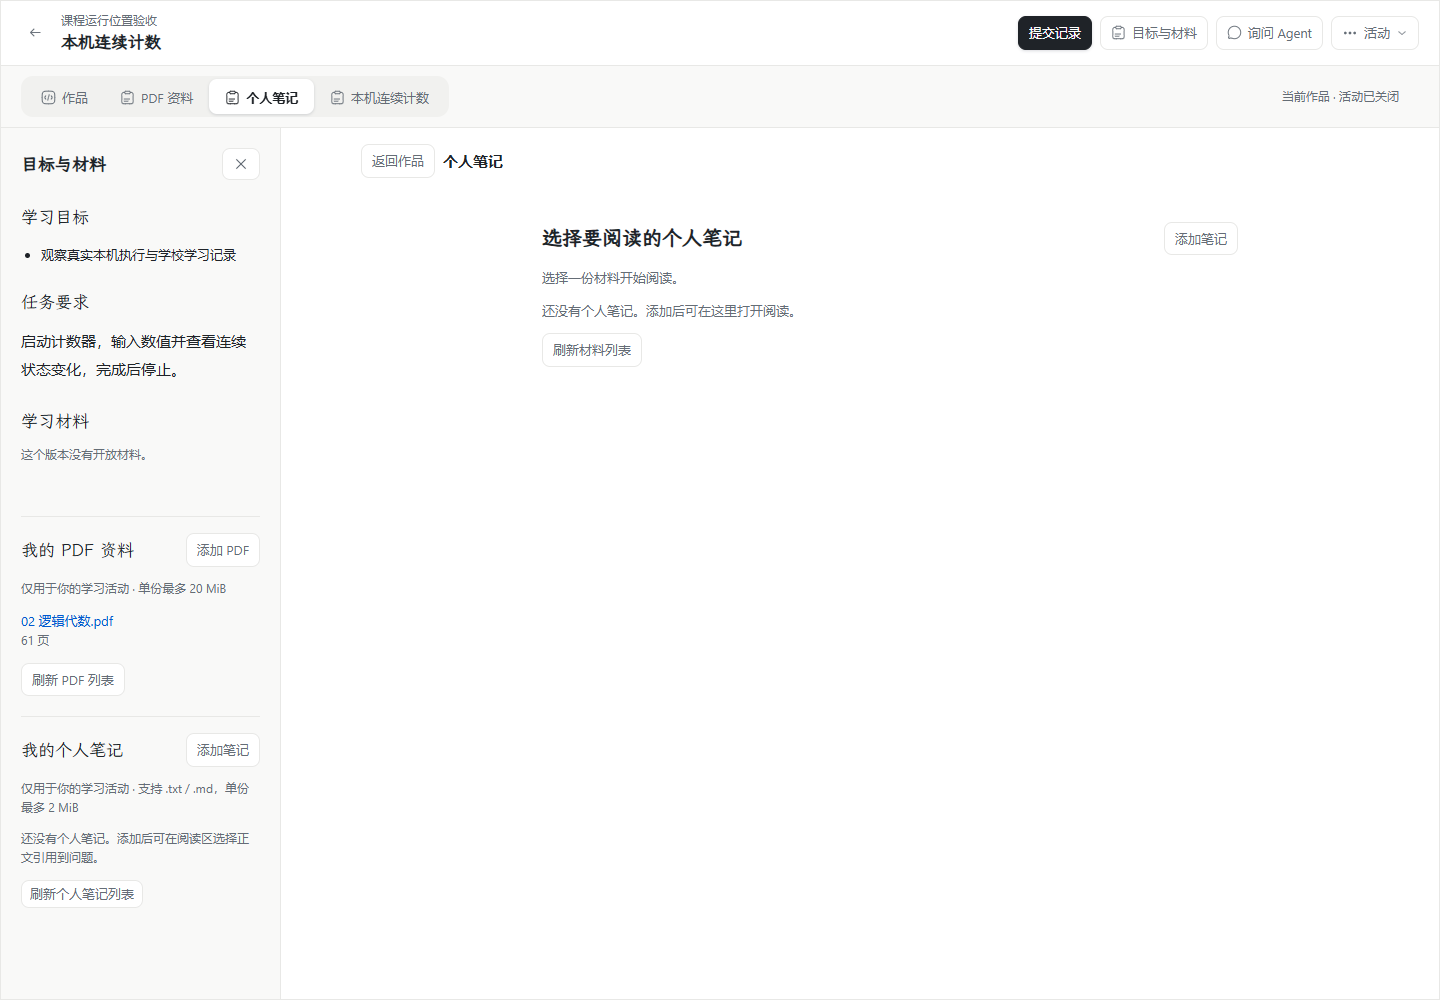 课程运行位置验收
本机连续计数
提交记录
目标与材料
询问 Agent
活动
作品
PDF 资料
个人笔记
本机连续计数
当前作品 · 活动已关闭
目标与材料
学习目标
观察真实本机执行与学校学习记录
任务要求
启动计数器，输入数值并查看连续
状态变化，完成后停止。
学习材料
这个版本没有开放材料。
我的 PDF 资料
添加 PDF
仅用于你的学习活动 · 单份最多 20 MiB
02 逻辑代数.pdf
61 页
刷新 PDF 列表
我的个人笔记
添加笔记
仅用于你的学习活动 · 支持 .txt / .md，单份
最多 2 MiB
还没有个人笔记。添加后可在阅读区选择正
文引用到问题。
刷新个人笔记列表
返回作品
个人笔记
选择要阅读的个人笔记
添加笔记
选择一份材料开始阅读。
还没有个人笔记。添加后可在这里打开阅读。
刷新材料列表